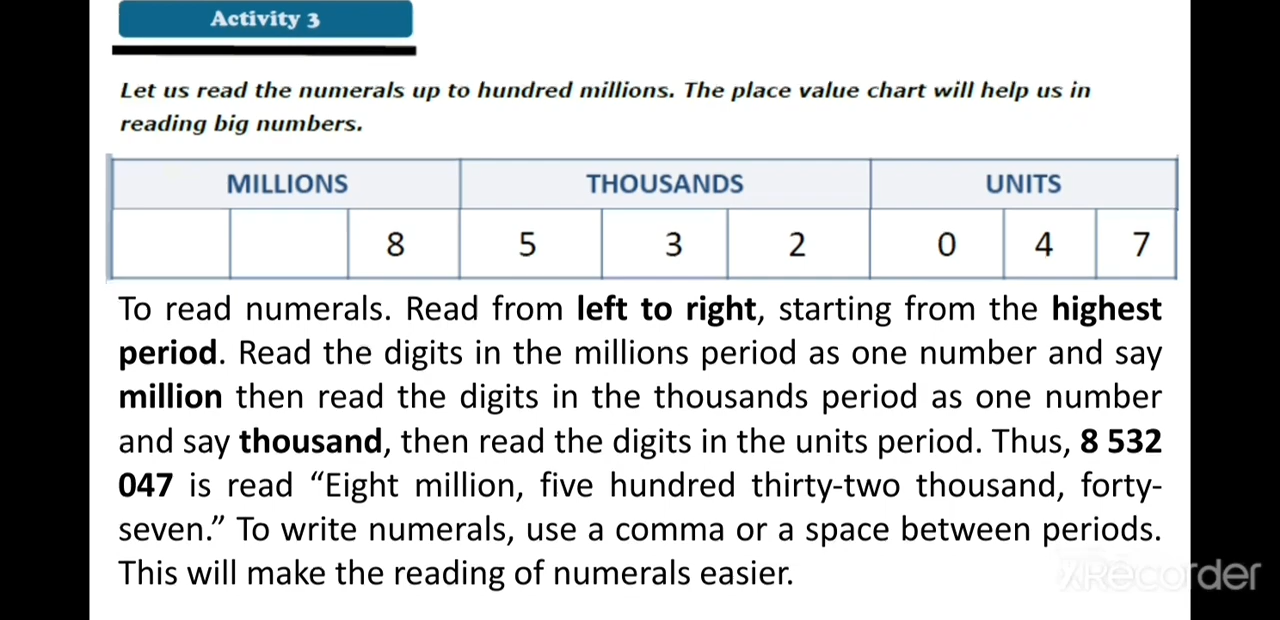 Activity 3
Let us read the numerals up to hundred millions. The place value chart will help us in
reading big numbers.
MILLIONS THOUSANDS UNITS
8 5 3 2 0 4 7
To read numerals. Read from left to right, starting from the highest
period. Read the digits in the millions period as one number and say
million then read the digits in the thousands period as one number
and say thousand, then read the digits in the units period. Thus, 8 532
047 is read “Eight million, five hundred thirty-two thousand, forty-
seven.” To write numerals, use a comma or a space between periods.
This will make the reading of numerals easier.
XRecorder